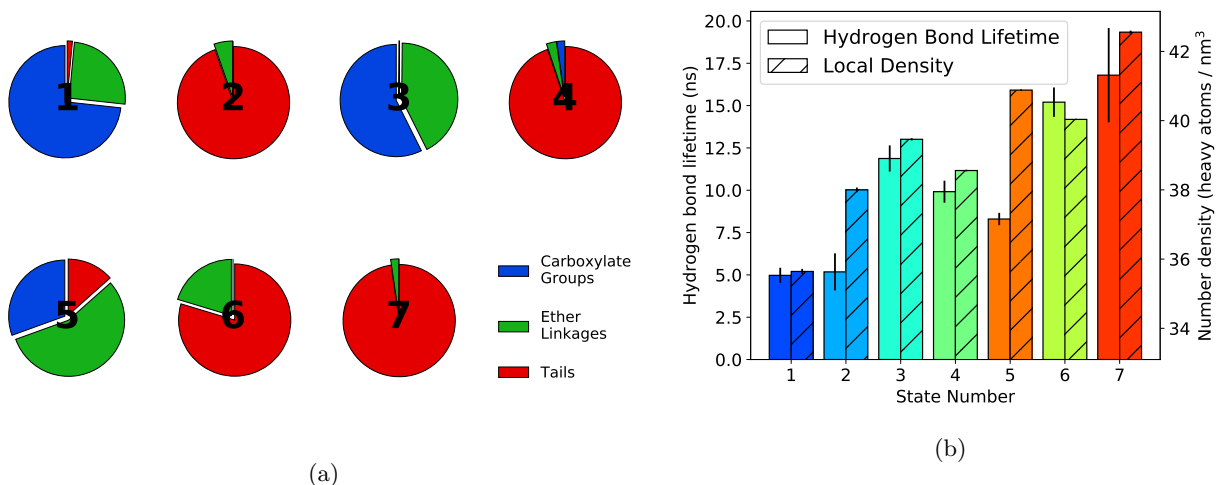 1
2
3
4
5
6
7
Carboxylate
Groups
Ether
Linkages
Tails
(a)
Hydrogen Bond Lifetime
Local Density
Hydrogen bond lifetime (ns)
20.0
17.5
15.0
12.5
10.0
7.5
5.0
2.5
0.0
1 2 3 4 5 6 7
State Number
42
40
38
36
34
Number density (heavy atoms / nm³
(b)